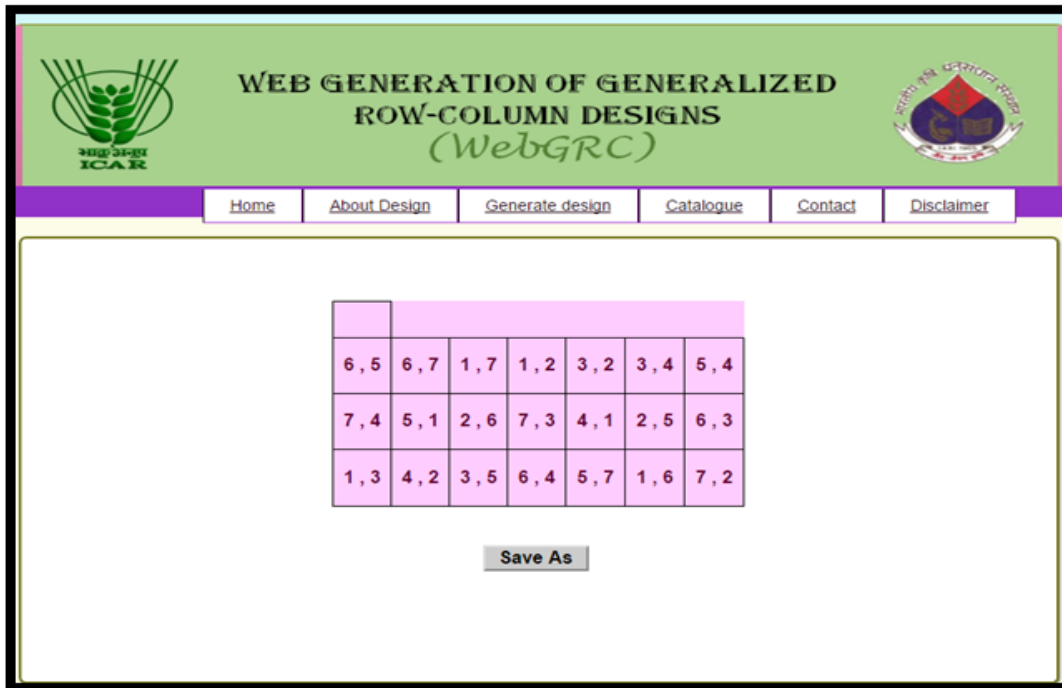 WEB GENERATION OF GENERALIZED
ROW-COLUMN DESIGNS
(WebGRC)
ICAR
Home About Design Generate design Catalogue Contact Disclaimer
6 , 5 6 , 7 1 , 7 1 , 2 3 , 2 3 , 4 5 , 4
7 , 4 5 , 1 2 , 6 7 , 3 4 , 1 2 , 5 6 , 3
1 , 3 4 , 2 3 , 5 6 , 4 5 , 7 1 , 6 7 , 2
Save As